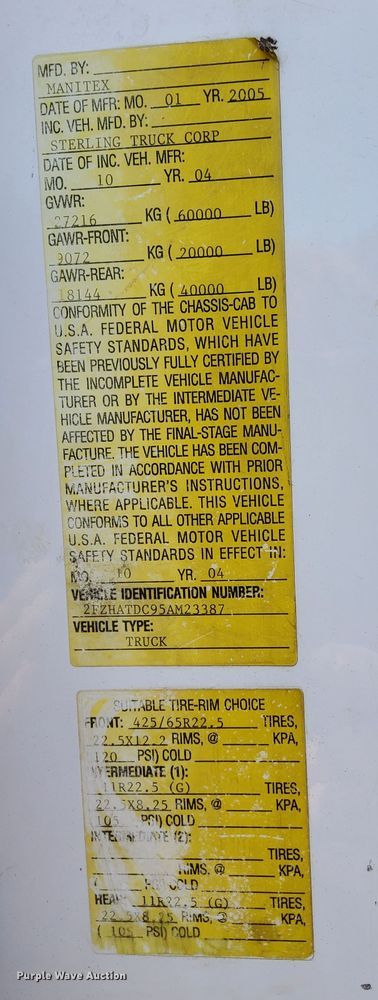 MFD. BY:
MANITEX
DATE OF MFR: MO. 01 YR. 2005
INC. VEH. MFD. BY:
STERLING TRUCK CORP
DATE OF INC. VEH. MFR:
MO. 10 YR. 04
GVWR:
27216 KG ( 60000 LB)
GAWR-FRONT:
9072 KG ( 20000 LB)
GAWR-REAR:
18144 KG ( 40000 LB)
CONFORMITY OF THE CHASSIS-CAB TO
U.S.A. FEDERAL MOTOR VEHICLE
SAFETY STANDARDS, WHICH HAVE
BEEN PREVIOUSLY FULLY CERTIFIED BY
THE INCOMPLETE VEHICLE MANUFAC-
TURER OR BY THE INTERMEDIATE VE-
HICLE MANUFACTURER, HAS NOT BEEN
AFFECTED BY THE FINAL-STAGE MANU-
FACTURE. THE VEHICLE HAS BEEN COM-
PLETED IN ACCORDANCE WITH PRIOR
MANUFACTURER'S INSTRUCTIONS,
WHERE APPLICABLE. THIS VEHICLE
CONFORMS TO ALL OTHER APPLICABLE
U.S.A. FEDERAL MOTOR VEHICLE
SAFETY STANDARDS IN EFFECT IN:
MO. 10 YR. 04
VEHICLE IDENTIFICATION NUMBER:
2FZHATDC95AM23387
VEHICLE TYPE:
TRUCK
SUITABLE TIRE-RIM CHOICE
FRONT: 425/65R22.5 TIRES,
22.5X12.2 RIMS, @ KPA,
120 PSI) COLD
INTERMEDIATE (1):
11R22.5 (G) TIRES,
22.5X8.25 RIMS, @ KPA,
(105 PSI) COLD
INTERMEDIATE (2):
TIRES,
RIMS, @ KPA,
( PSI) COLD
REAR: 11R22.5 (G) TIRES,
22.5X8.25 RIMS, @ KPA,
( 105 PSI) COLD
Purple Wave Auction